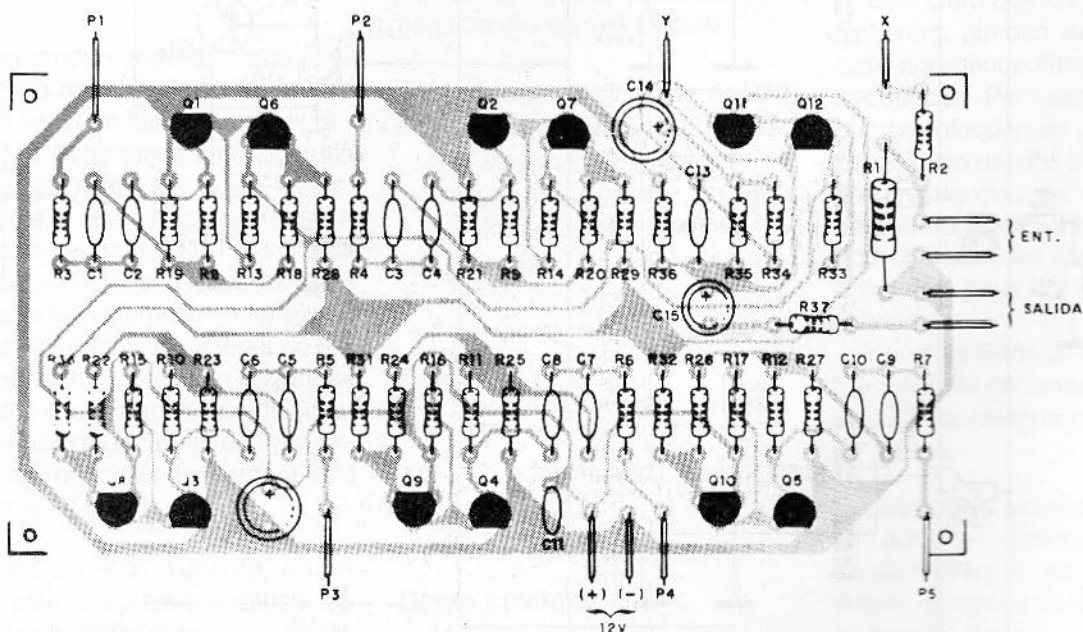 P1 P2 Y X
Q1 Q6 Q2 Q7 C14 Q11 Q12
R2
R1
C13
ENT.
R3 C1 C2 R19 R8 R13 R18 R28 R4 C3 C4 R21 R9 R14 R20 R29 R36 R35 R34 R33
C15
R37
SALIDA
R22 R15 R10 R23 C6 C5 R5 R31 R24 R16 R11 R25 C8 C7 R6 R32 R26 R17 R12 R27 C10 C9 R7
Q9 Q4 Q10 Q5
C11
P3 (+) (-) P4 P5
12V